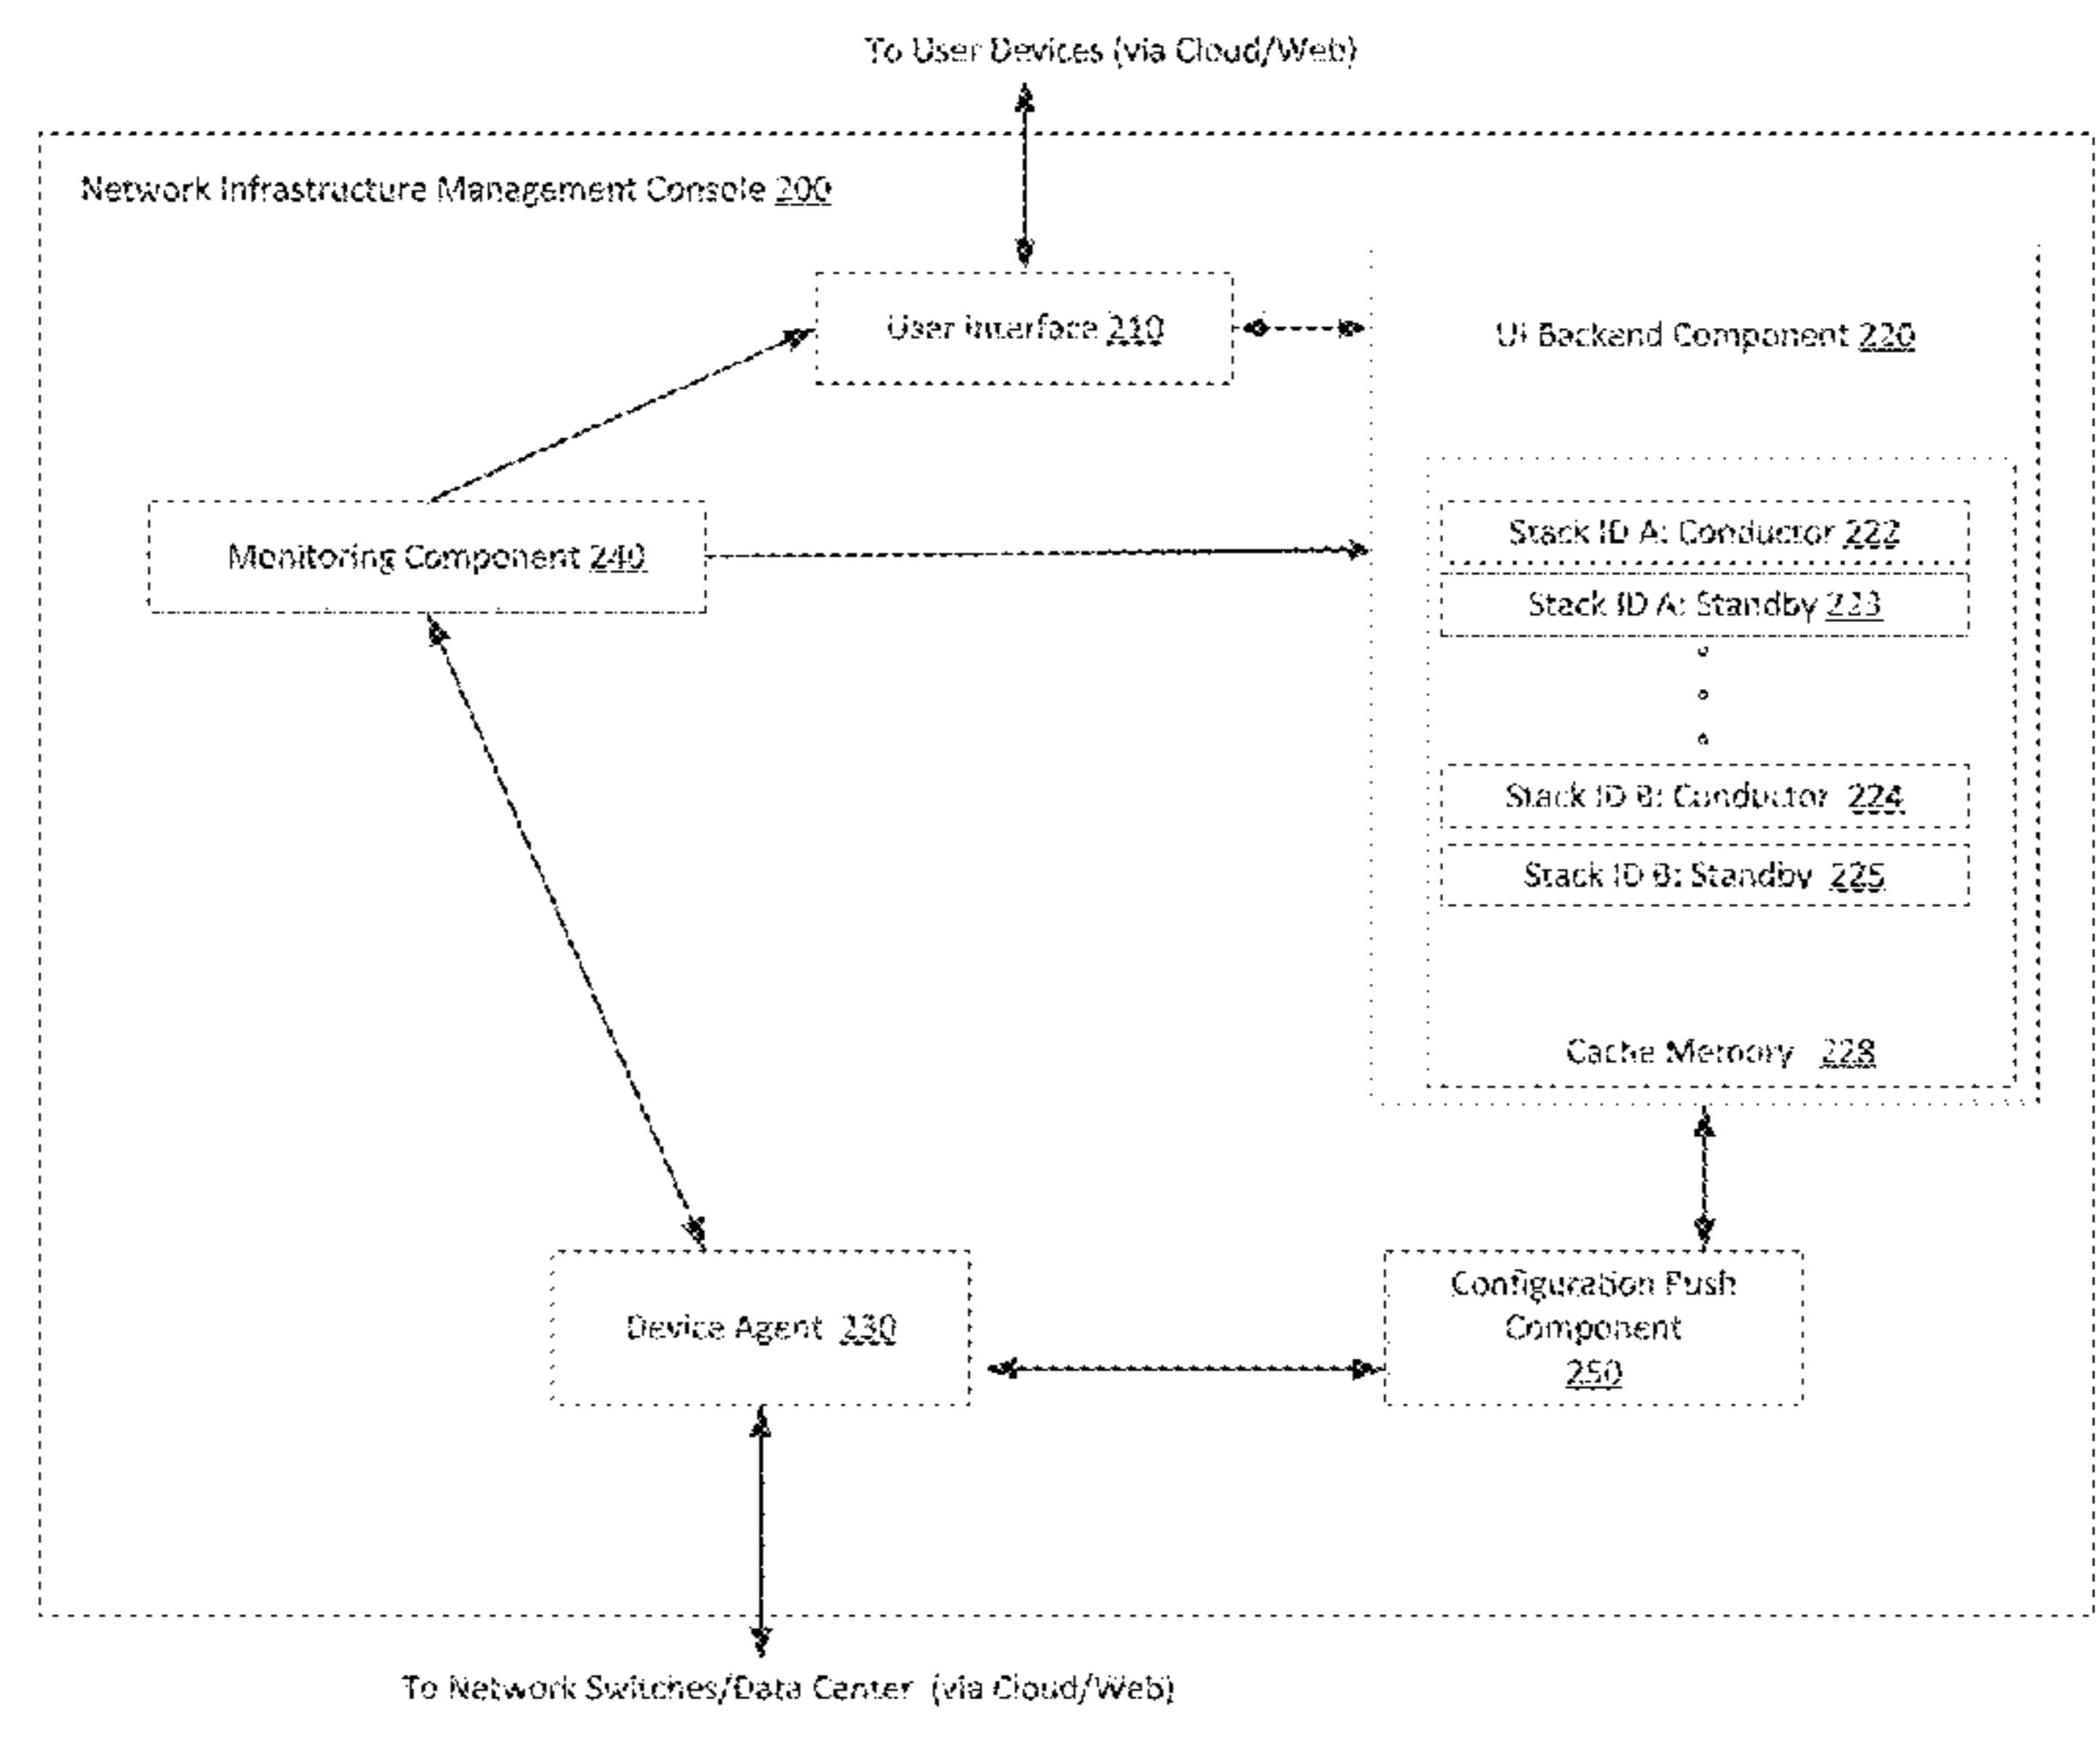 To User Devices (via Cloud/Web)
Network Infrastructure Management Console 200
User Interface 210
UI Backend Component 220
Stack ID A: Conductor 222
Monitoring Component 240
Stack ID A: Standby 223
Stack ID B: Conductor 224
Stack ID B: Standby 225
Cache Memory 228
Configuration Push
Device Agent 230
Component
250
To Network Switches/Data Center (via Cloud/Web)